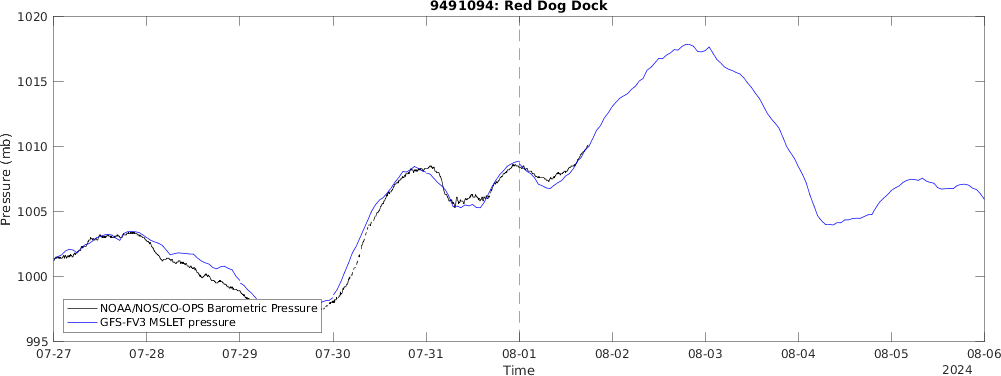 9491094: Red Dog Dock
1020
1015
1010
1005
1000
995
Pressure (mb)
NOAA/NOS/CO-OPS Barometric Pressure
GFS-FV3 MSLET pressure
07-27 07-28 07-29 07-30 07-31 08-01 08-02 08-03 08-04 08-05 08-06
Time
2024